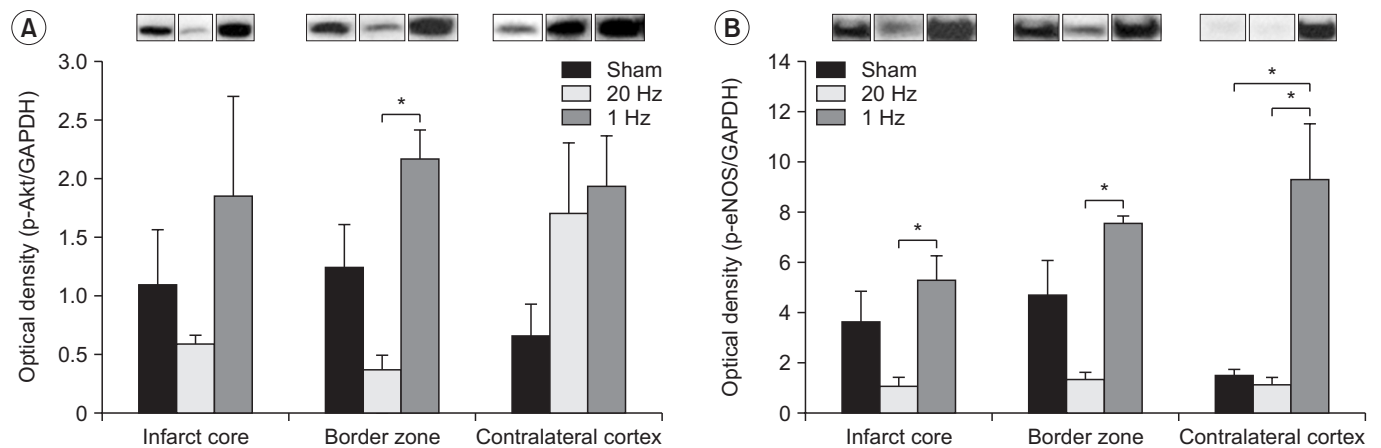 A
Optical density (p-Akt/GAPDH)
3.0
2.5
2.0
1.5
1.0
0.5
0
Sham
20 Hz
1 Hz
*
Infarct core
Border zone
Contralateral cortex
B
Optical density (p-eNOS/GAPDH)
14
12
10
8
6
4
2
0
Sham
20 Hz
1 Hz
*
*
*
*
Infarct core
Border zone
Contralateral cortex